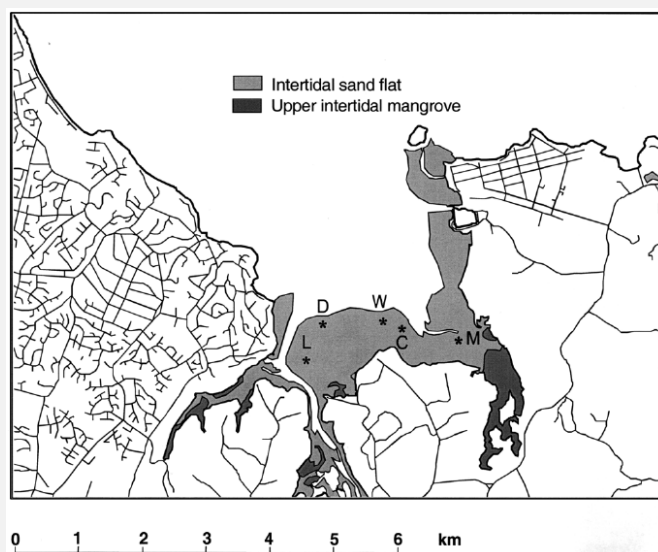 Intertidal sand flat
Upper intertidal mangrove
D
W
L
C
M
0 1 2 3 4 5 6 km